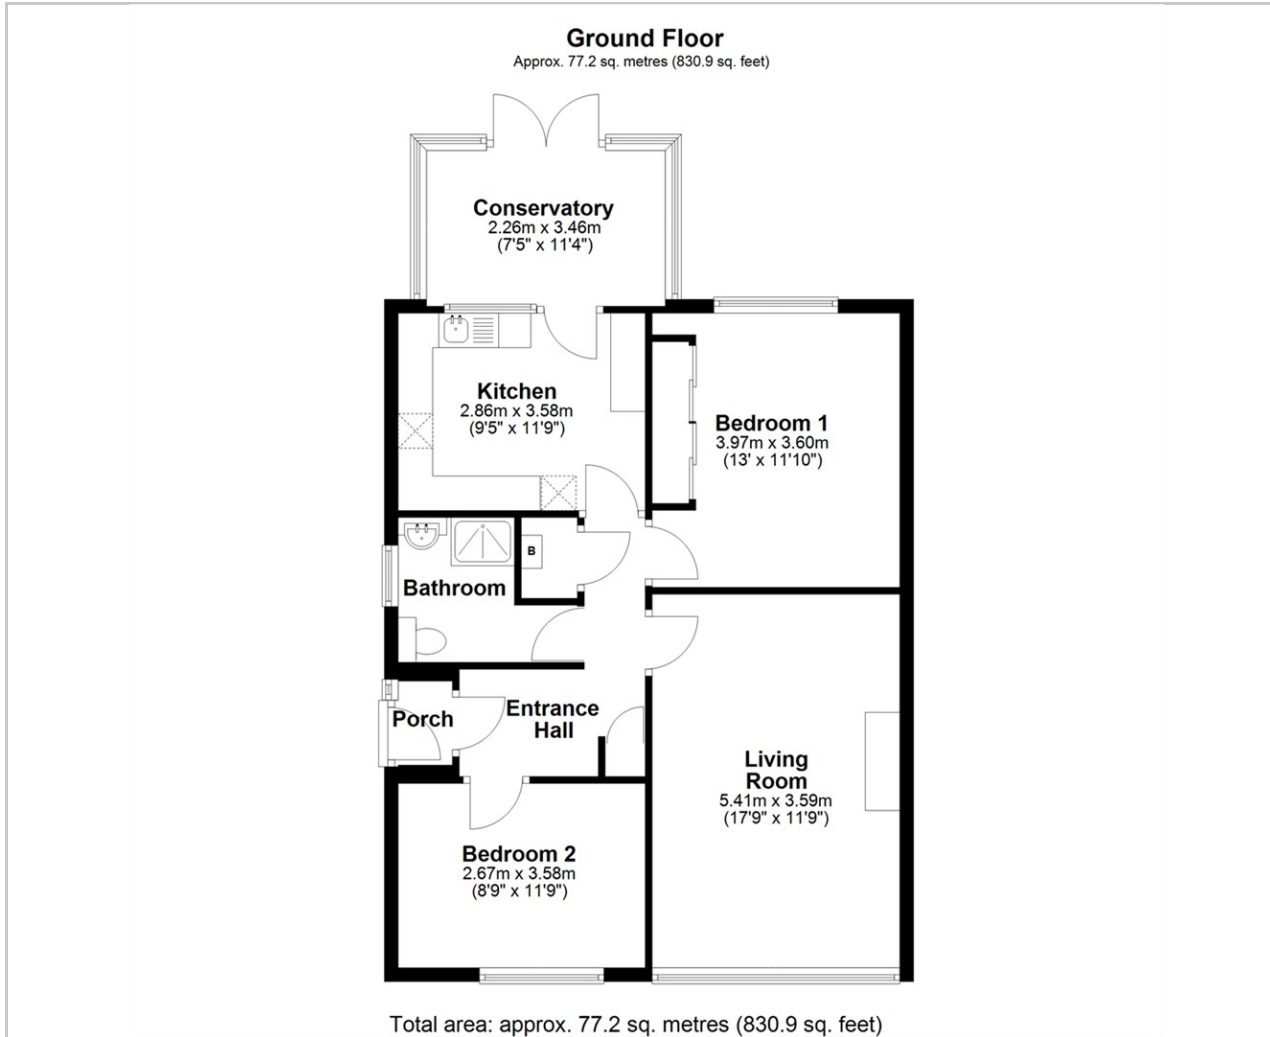 Ground Floor
Approx. 77.2 sq. metres (830.9 sq. feet)
Conservatory
2.26m x 3.46m
(7'5" x 11'4")
Kitchen
2.86m x 3.58m
(9'5" x 11'9")
Bedroom 1
3.97m x 3.60m
(13' x 11'10")
B
Bathroom
Porch
Entrance
Hall
Living
Room
5.41m x 3.59m
(17'9" x 11'9")
Bedroom 2
2.67m x 3.58m
(8'9" x 11'9")
Total area: approx. 77.2 sq. metres (830.9 sq. feet)